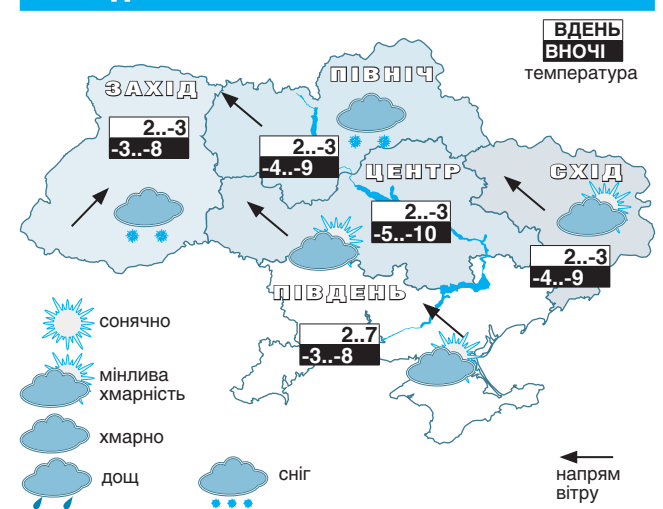 ВДЕНЬ
ВНОЧІ
температура
ПІВНІЧ
ЗАХІД
2..-3
-3..-8
2..-3
-4..-9
ЦЕНТР
СХІД
2..-3
-5..-10
2..-3
-4..-9
ПІВДЕНЬ
2..7
-3..-8
сонячно
мінлива
хмарність
хмарно
дощ
сніг
напрям
вітру